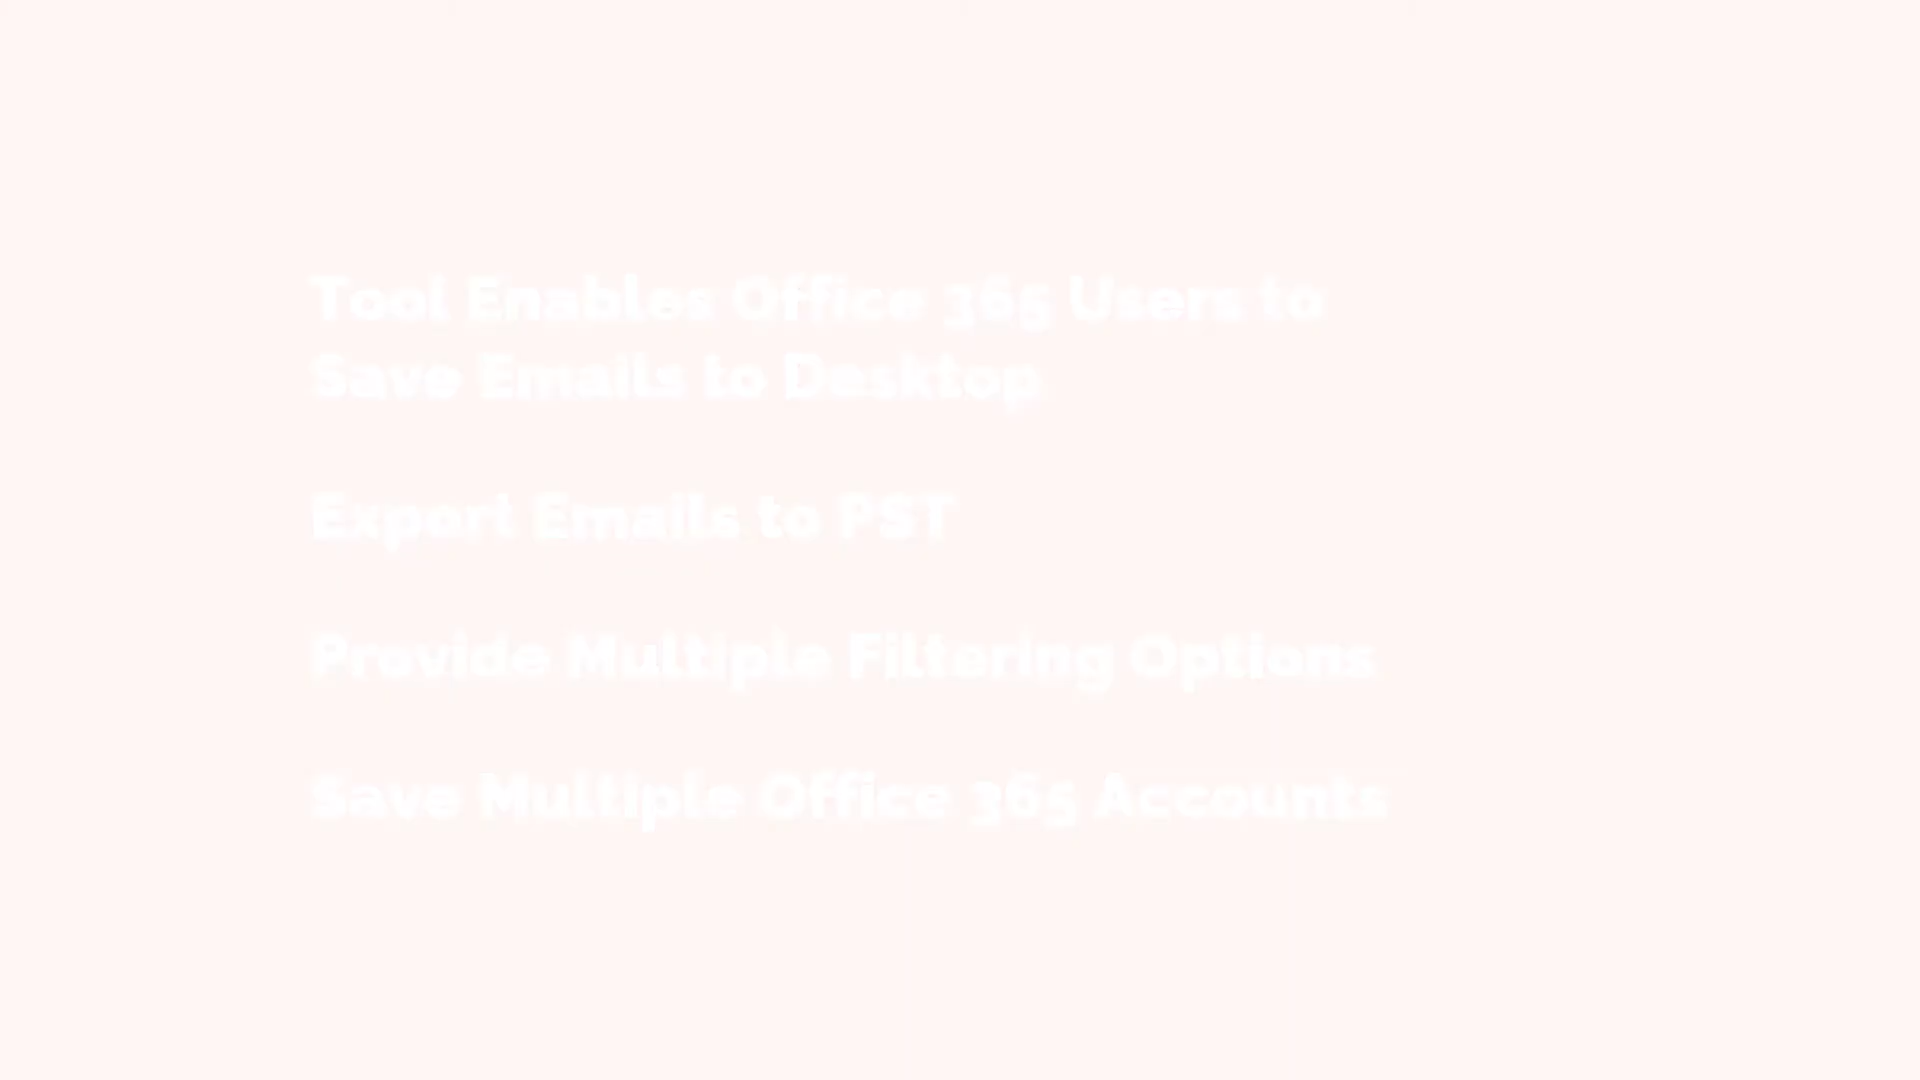 Tool Enables Office 365 Users to
Save Emails to Desktop
Export Emails to PST
Provide Multiple Filtering Options
Save Multiple Office 365 Accounts